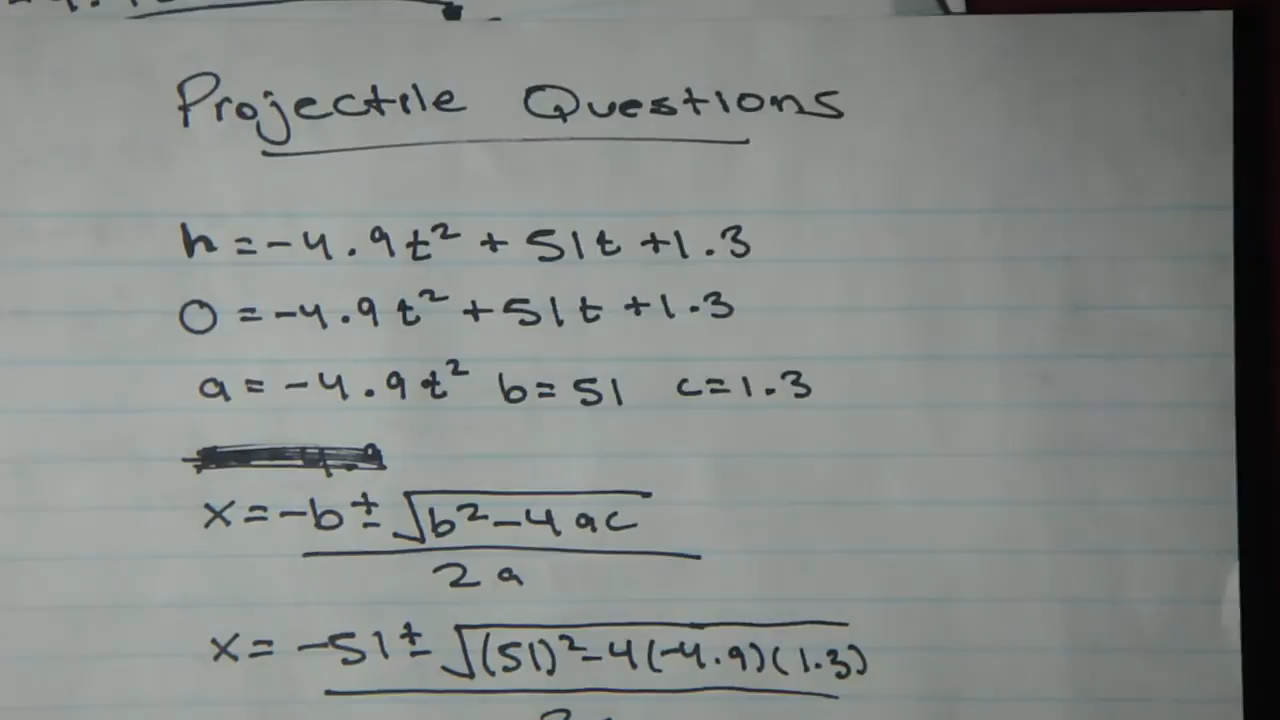 Projectile Questions
h = -4.9t² + 51t + 1.3
0 = -4.9t² + 51t + 1.3
a = -4.9t² b = 51 c = 1.3
x = -b ± √b² - 4ac
2a
x = -51 ± √(51)² - 4(-4.9)(1.3)